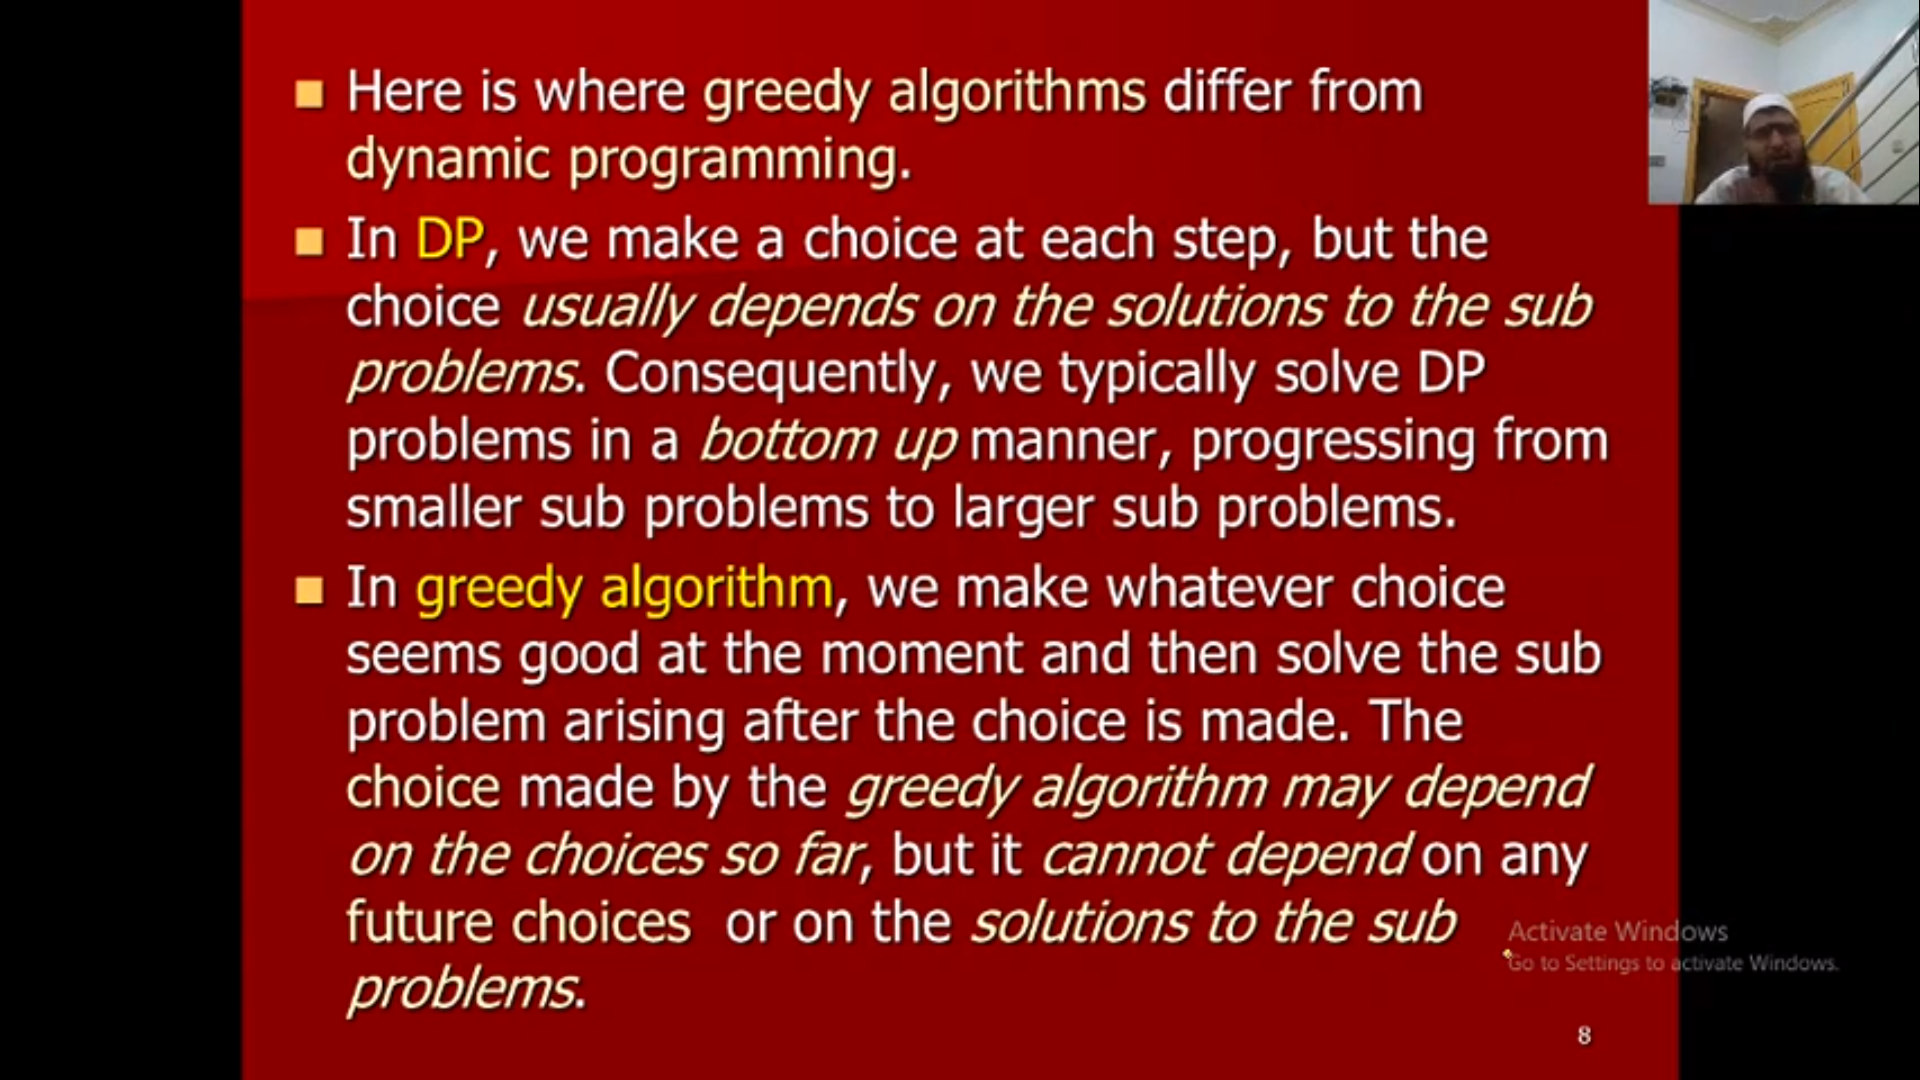 Here is where greedy algorithms differ from
dynamic programming.
In DP, we make a choice at each step, but the
choice usually depends on the solutions to the sub
problems. Consequently, we typically solve DP
problems in a bottom up manner, progressing from
smaller sub problems to larger sub problems.
In greedy algorithm, we make whatever choice
seems good at the moment and then solve the sub
problem arising after the choice is made. The
choice made by the greedy algorithm may depend
on the choices so far, but it cannot depend on any
future choices or on the solutions to the sub
problems.
Activate Windows
Go to Settings to activate Windows.
8